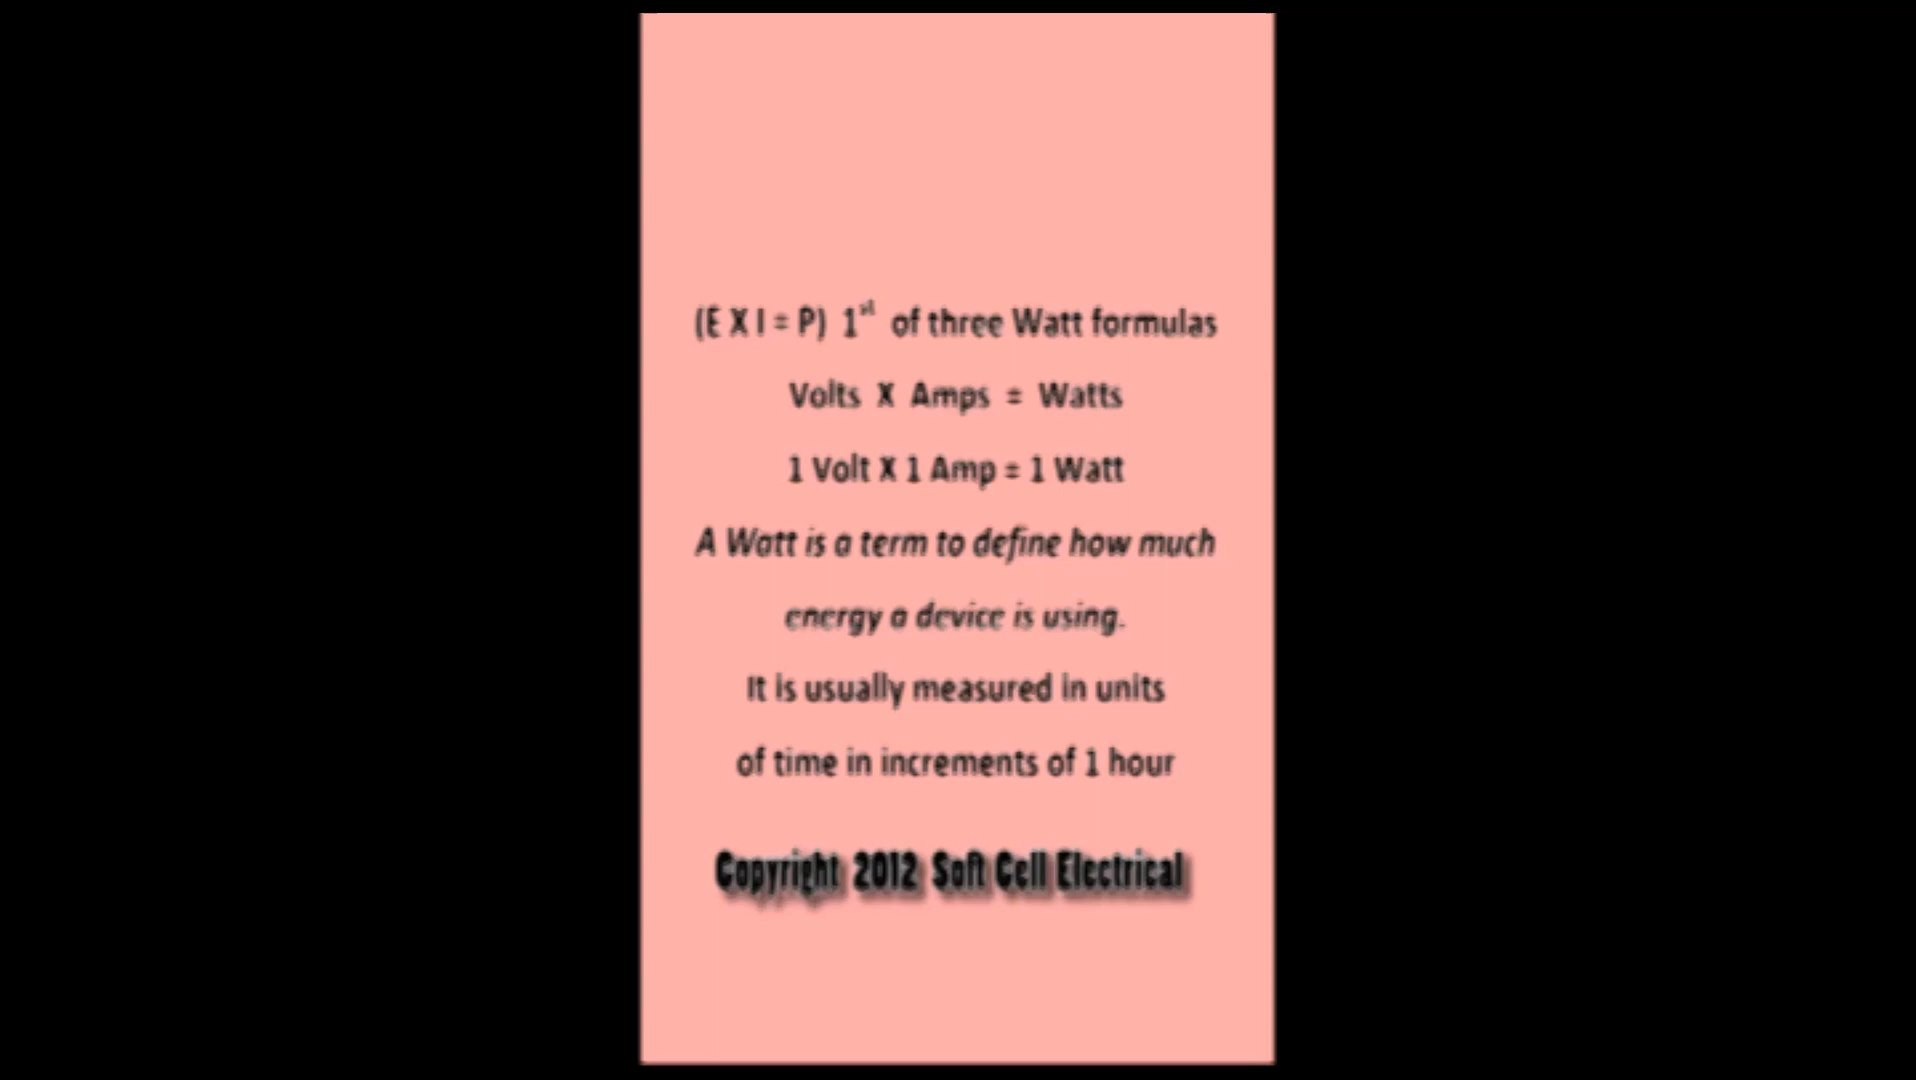 (E X I = P) 1st of three Watt formulas
Volts X Amps = Watts
1 Volt X 1 Amp = 1 Watt
A Watt is a term to define how much
energy a device is using.
It is usually measured in units
of time in increments of 1 hour
Copyright 2012 Soft Cell Electrical